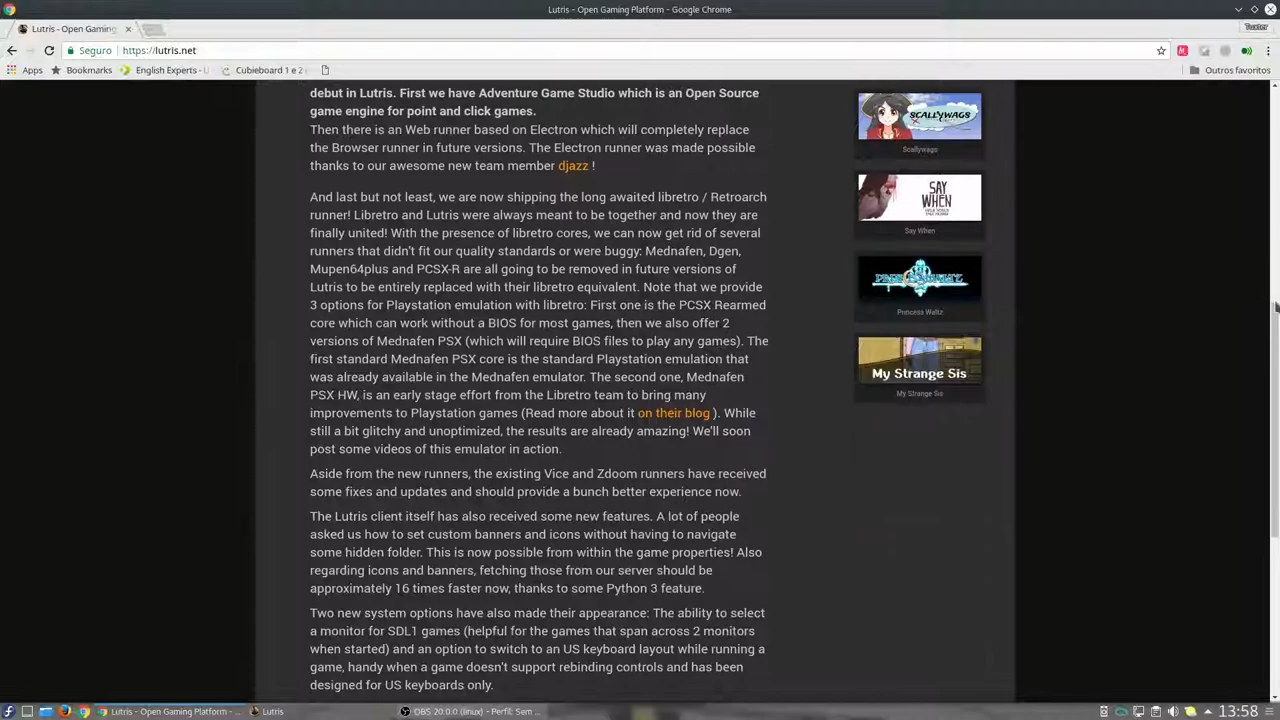 Lutris - Open Gaming Platform - Google Chrome
Lutris - Open Gaming
Tuxter
Seguro
https://lutris.net
Apps
Bookmarks
English Experts - U
Cubieboard 1 e 2
Outros favoritos
debut in Lutris. First we have Adventure Game Studio which is an Open Source
game engine for point and click games.
Then there is an Web runner based on Electron which will completely replace
the Browser runner in future versions. The Electron runner was made possible
thanks to our awesome new team member djazz !
And last but not least, we are now shipping the long awaited libretro / Retroarch
runner! Libretro and Lutris were always meant to be together and now they are
finally united! With the presence of libretro cores, we can now get rid of several
runners that didn't fit our quality standards or were buggy: Mednafen, Dgen,
Mupen64plus and PCSX-R are all going to be removed in future versions of
Lutris to be entirely replaced with their libretro equivalent. Note that we provide
3 options for Playstation emulation with libretro: First one is the PCSX Rearmed
core which can work without a BIOS for most games, then we also offer 2
versions of Mednafen PSX (which will require BIOS files to play any games). The
first standard Mednafen PSX core is the standard Playstation emulation that
was already available in the Mednafen emulator. The second one, Mednafen
PSX HW, is an early stage effort from the Libretro team to bring many
improvements to Playstation games (Read more about it on their blog ). While
still a bit glitchy and unoptimized, the results are already amazing! We'll soon
post some videos of this emulator in action.
Aside from the new runners, the existing Vice and Zdoom runners have received
some fixes and updates and should provide a bunch better experience now.
The Lutris client itself has also received some new features. A lot of people
asked us how to set custom banners and icons without having to navigate
some hidden folder. This is now possible from within the game properties! Also
regarding icons and banners, fetching those from our server should be
approximately 16 times faster now, thanks to some Python 3 feature.
Two new system options have also made their appearance: The ability to select
a monitor for SDL1 games (helpful for the games that span across 2 monitors
when started) and an option to switch to an US keyboard layout while running a
game, handy when a game doesn't support rebinding controls and has been
designed for US keyboards only.
SCALLYWAGS
Scallywags
SAY
WHEN
Say When
PRINCESS WALTZ
Princess Waltz
My Strange Sis
My Strange Sis
Lutris - Open Gaming Platform - ...
Lutris
OBS 20.0.0 (linux) - Perfil: Sem ...
13:58